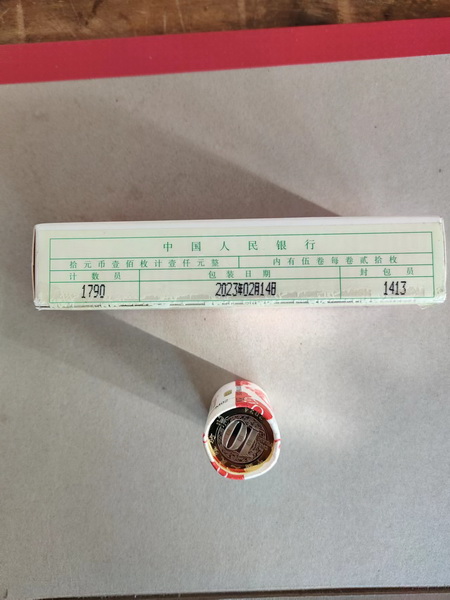 中国人民银行
拾元币壹佰枚计壹仟元整 内有伍卷每卷贰拾枚
计数员 包装日期 封包员
1790 2023年02月14日 1413
10